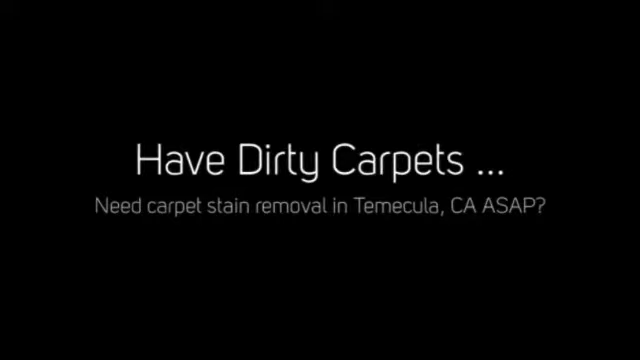 Have Dirty Carpets ...
Need carpet stain removal in Temecula, CA ASAP?